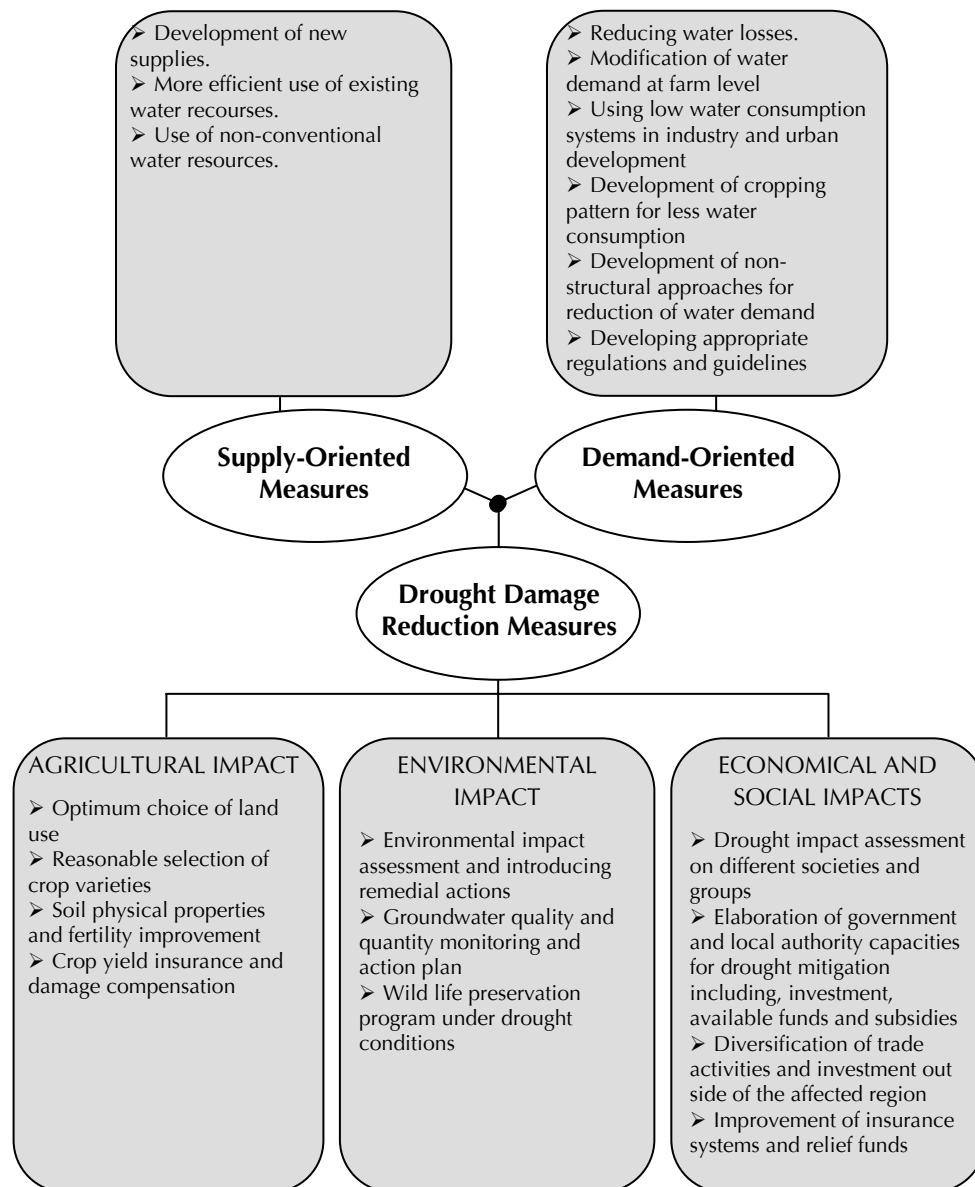 ➢ Development of new
supplies.
➢ More efficient use of existing
water recourses.
➢ Use of non-conventional
water resources.
➢ Reducing water losses.
➢ Modification of water
demand at farm level
➢ Using low water consumption
systems in industry and urban
development
➢ Development of cropping
pattern for less water
consumption
➢ Development of non-
structural approaches for
reduction of water demand
➢ Developing appropriate
regulations and guidelines
Supply-Oriented
Measures
Demand-Oriented
Measures
Drought Damage
Reduction Measures
AGRICULTURAL IMPACT
➢ Optimum choice of land
use
➢ Reasonable selection of
crop varieties
➢ Soil physical properties
and fertility improvement
➢ Crop yield insurance and
damage compensation
ENVIRONMENTAL
IMPACT
➢ Environmental impact
assessment and introducing
remedial actions
➢ Groundwater quality and
quantity monitoring and
action plan
➢ Wild life preservation
program under drought
conditions
ECONOMICAL AND
SOCIAL IMPACTS
➢ Drought impact assessment
on different societies and
groups
➢ Elaboration of government
and local authority capacities
for drought mitigation
including, investment,
available funds and subsidies
➢ Diversification of trade
activities and investment out
side of the affected region
➢ Improvement of insurance
systems and relief funds